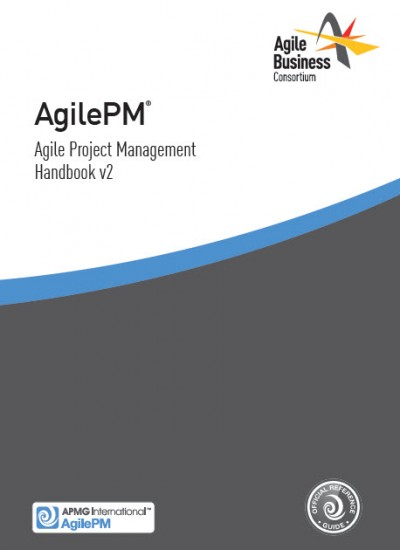 Agile
Business
Consortium
AgilePM®
Agile Project Management
Handbook v2
APMG International™
AgilePM
OFFICIAL REFERENCE
• GUIDE •